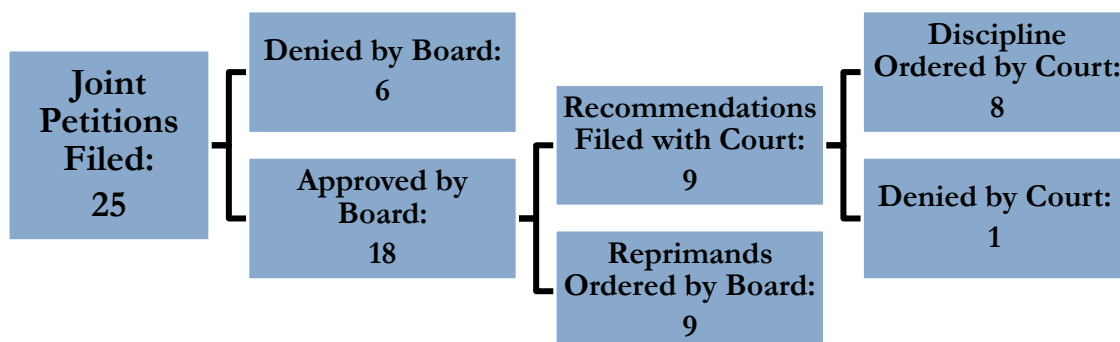 Joint
Petitions
Filed:
25
Denied by Board:
6
Approved by
Board:
18
Recommendations
Filed with Court:
9
Reprimands
Ordered by Board:
9
Discipline
Ordered by Court:
8
Denied by Court:
1